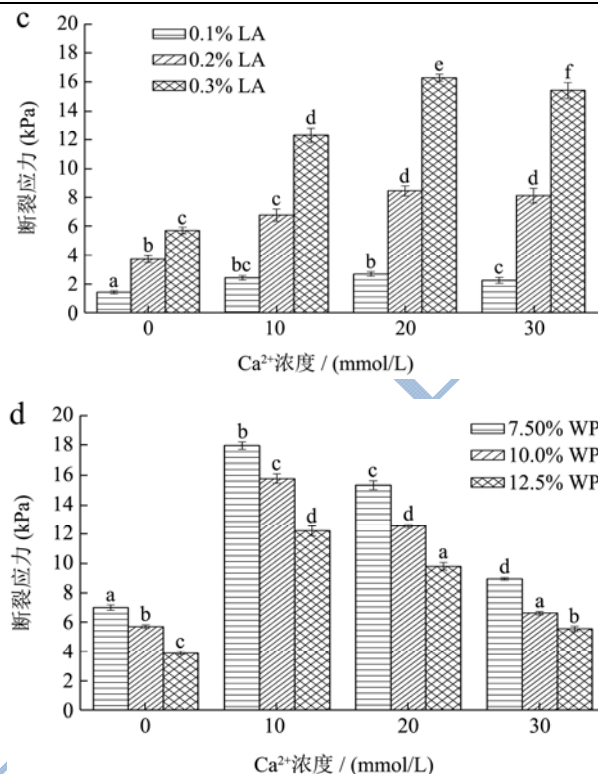 c
20
18
16
14
12
10
8
6
4
2
0
断裂应力 (kPa)
0.1% LA
0.2% LA
0.3% LA
a
b
c
bc
c
d
b
d
e
c
d
f
0
10
20
30
Ca²⁺浓度 / (mmol/L)
d
20
18
16
14
12
10
8
6
4
2
0
断裂应力 (kPa)
7.50% WP
10.0% WP
12.5% WP
a
b
c
b
c
d
c
d
a
d
a
b
0
10
20
30
Ca²⁺浓度 / (mmol/L)